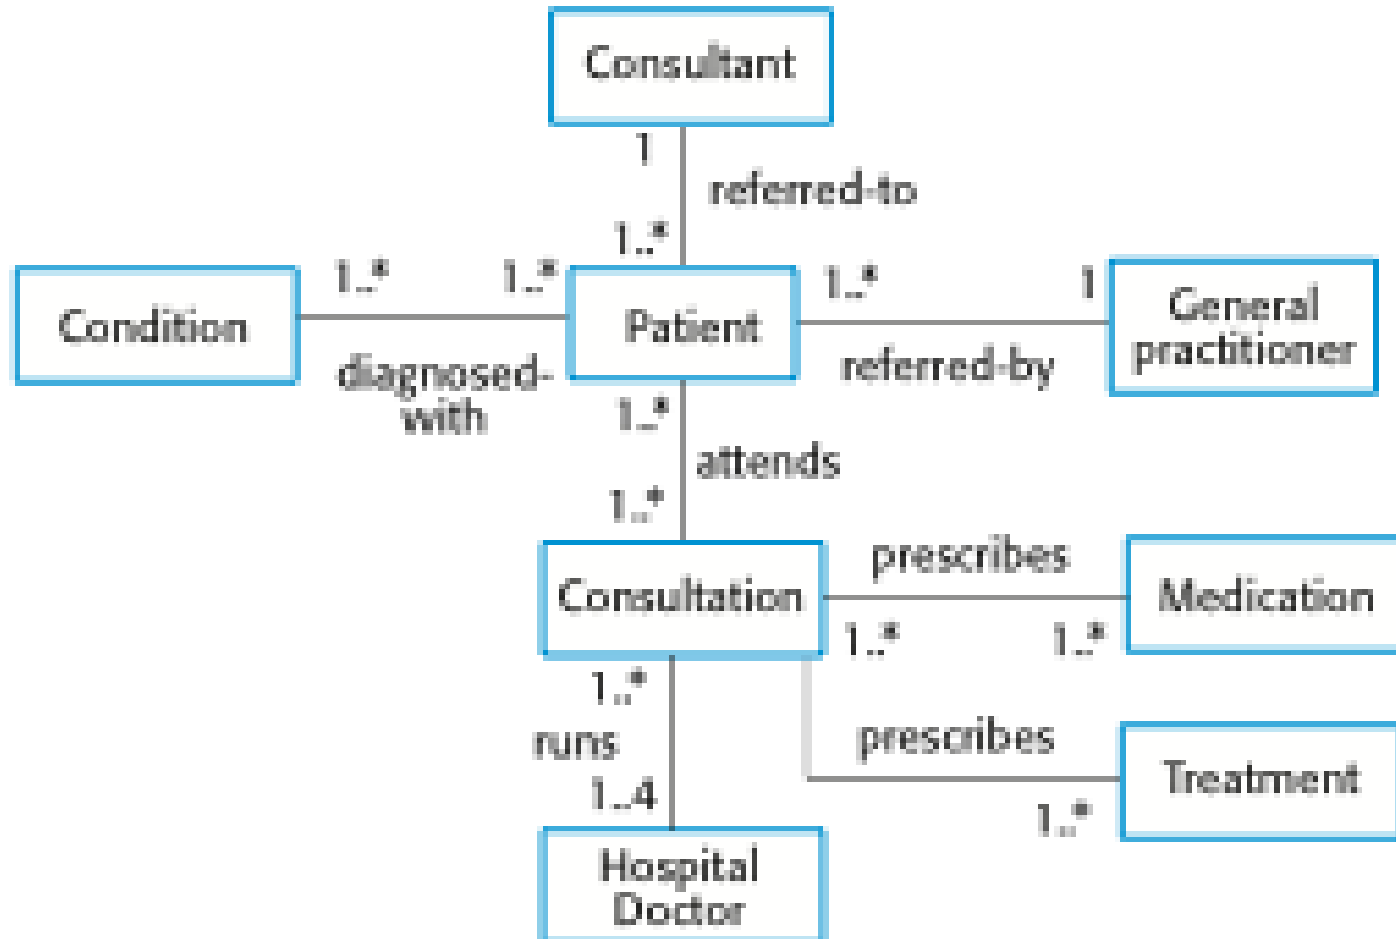 Consultant
1
referred-to
1..*
Condition
1..*
1..*
diagnosed-
with
Patient
1..*
1
referred-by
General
practitioner
1..*
attends
1..*
Consultation
prescribes
1..*
1..*
Medication
1..*
runs
1..4
prescribes
1..*
Treatment
Hospital
Doctor